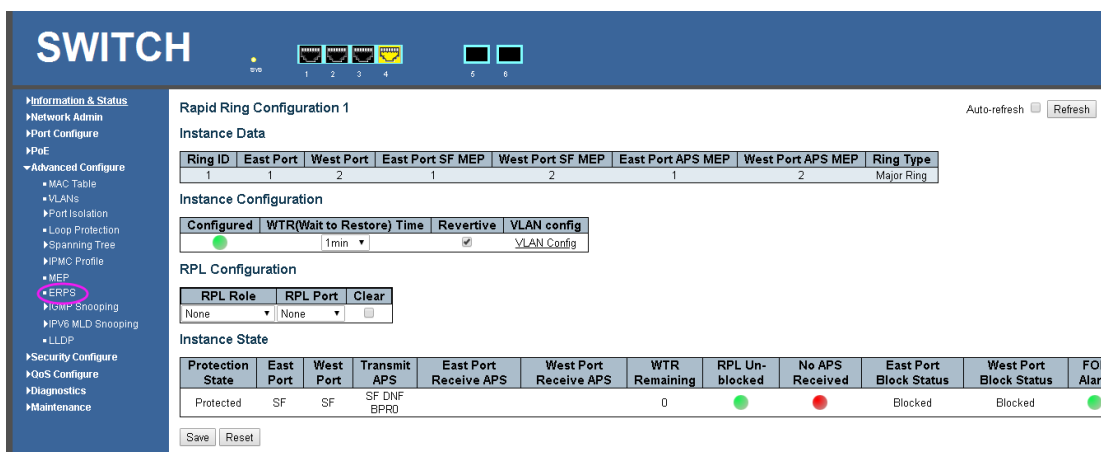 SWITCH
SYS
1 2 3 4 5 6
Information & Status
Network Admin
Port Configure
PoE
Advanced Configure
MAC Table
VLANs
Port Isolation
Loop Protection
Spanning Tree
IPMC Profile
MEP
ERPS
IGMP Snooping
IPV6 MLD Snooping
LLDP
Security Configure
QoS Configure
Diagnostics
Maintenance
Rapid Ring Configuration 1
Auto-refresh Refresh
Instance Data
Ring ID East Port West Port East Port SF MEP West Port SF MEP East Port APS MEP West Port APS MEP Ring Type
1 1 2 1 2 1 2 Major Ring
Instance Configuration
Configured WTR(Wait to Restore) Time Revertive VLAN config
1min VLAN Config
RPL Configuration
RPL Role RPL Port Clear
None None
Instance State
Protection State East Port West Port Transmit APS East Port Receive APS West Port Receive APS WTR Remaining RPL Un-blocked No APS Received East Port Block Status West Port Block Status
Protected SF SF SF DNF BPR0 0 Blocked Blocked
Save Reset